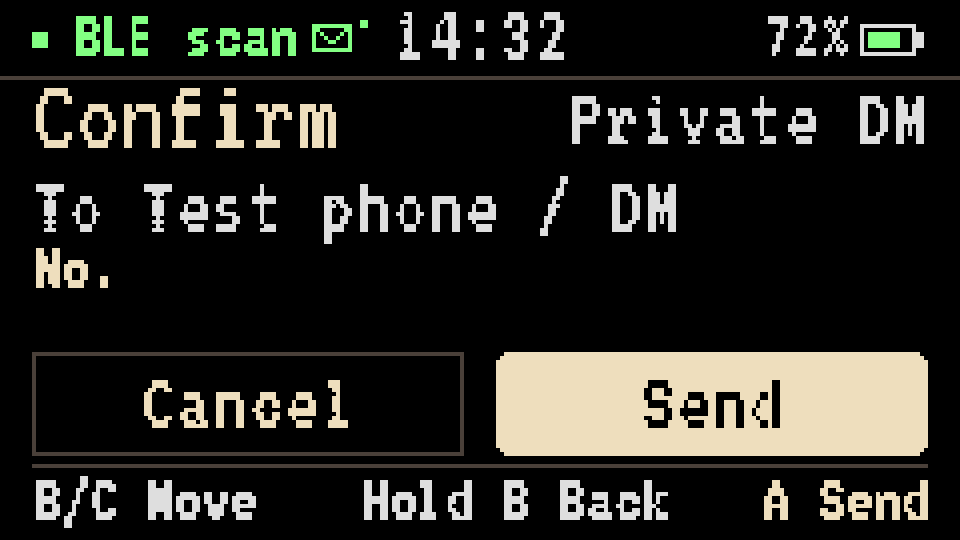 BLE scan 14:32 72%
Confirm Private DM
To Test phone / DM
No.
Cancel Send
B/C Move Hold B Back A Send